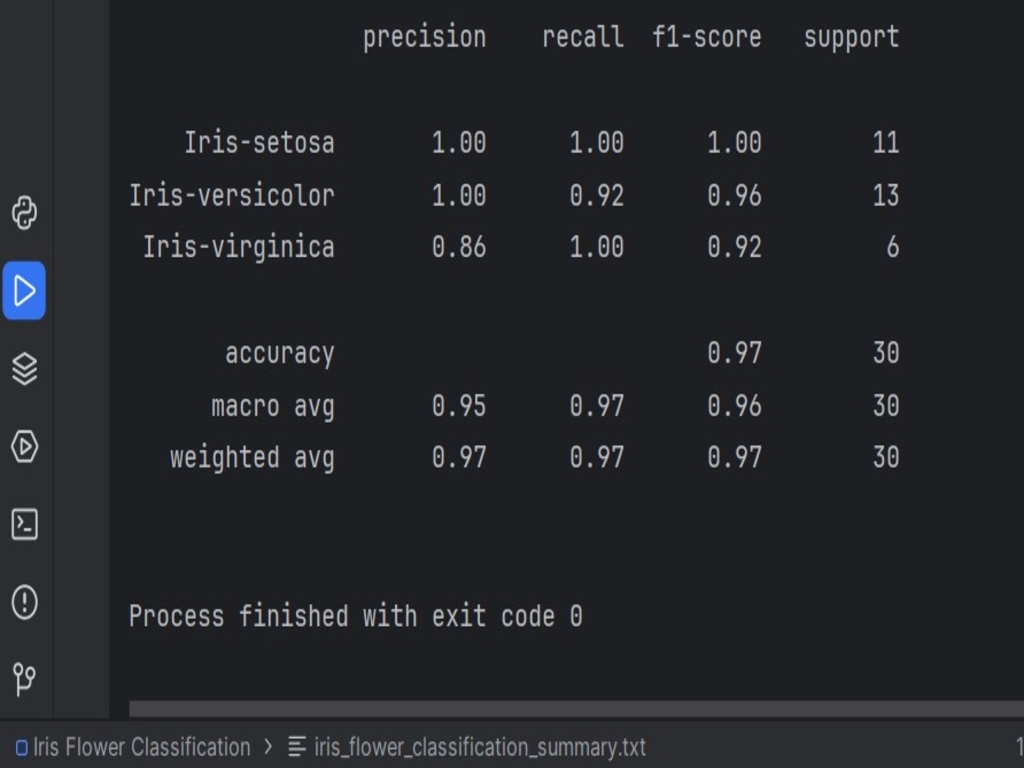 precision recall f1-score support
Iris-setosa 1.00 1.00 1.00 11
Iris-versicolor 1.00 0.92 0.96 13
Iris-virginica 0.86 1.00 0.92 6
accuracy 0.97 30
macro avg 0.95 0.97 0.96 30
weighted avg 0.97 0.97 0.97 30
Process finished with exit code 0
Iris Flower Classification > iris_flower_classification_summary.txt